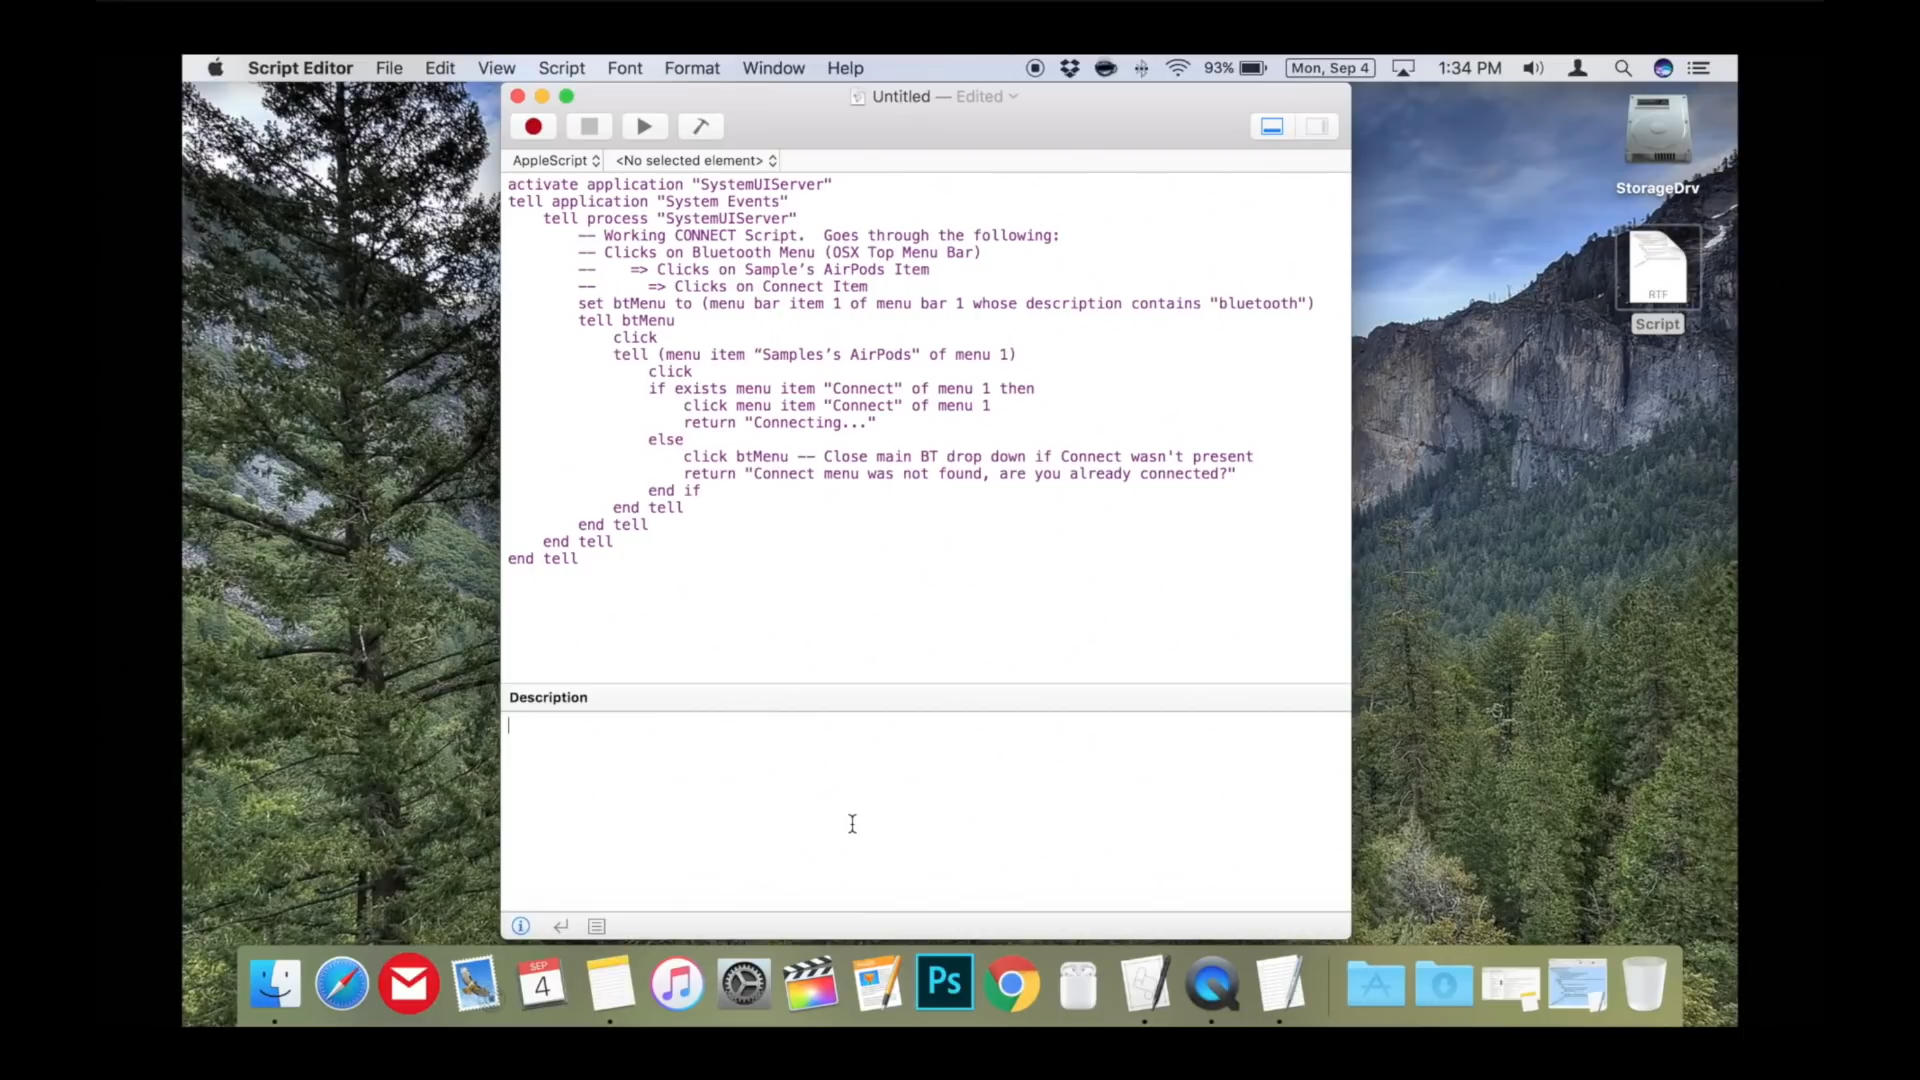 Script Editor File Edit View Script Font Format Window Help 93% Mon, Sep 4 1:34 PM
Untitled — Edited
AppleScript <No selected element>
activate application "SystemUIServer"
tell application "System Events"
tell process "SystemUIServer"
-- Working CONNECT Script. Goes through the following:
-- Clicks on Bluetooth Menu (OSX Top Menu Bar)
-- => Clicks on Sample’s AirPods Item
-- => Clicks on Connect Item
set btMenu to (menu bar item 1 of menu bar 1 whose description contains "bluetooth")
tell btMenu
click
tell (menu item “Samples’s AirPods" of menu 1)
click
if exists menu item "Connect" of menu 1 then
click menu item "Connect" of menu 1
return "Connecting..."
else
click btMenu -- Close main BT drop down if Connect wasn't present
return "Connect menu was not found, are you already connected?"
end if
end tell
end tell
end tell
end tell
Description
StorageDrv
RTF
Script
SEP
4
Ps